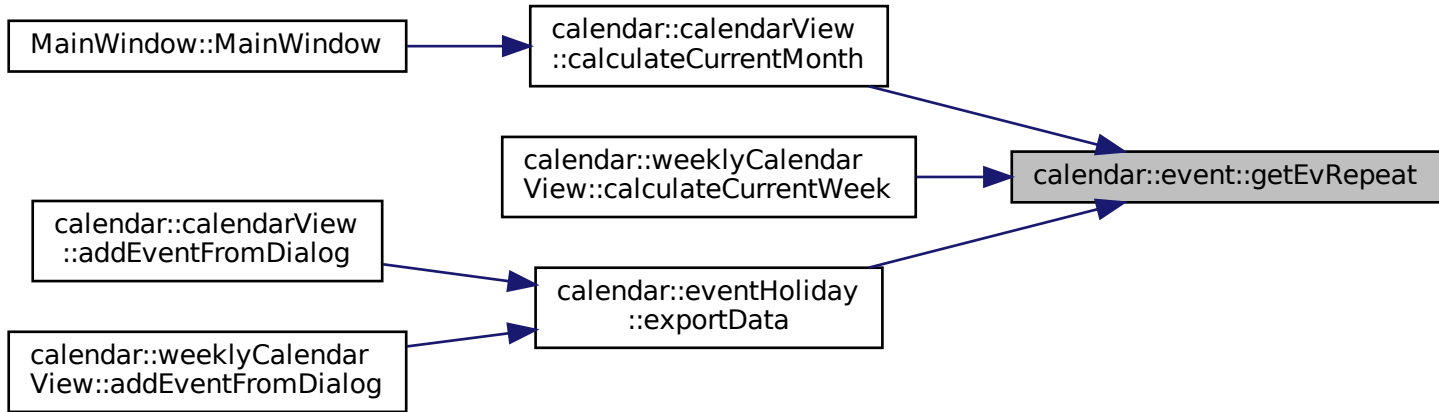 MainWindow::MainWindow
calendar::calendarView
::calculateCurrentMonth
calendar::weeklyCalendar
View::calculateCurrentWeek
calendar::event::getEvRepeat
calendar::calendarView
::addEventFromDialog
calendar::eventHoliday
::exportData
calendar::weeklyCalendar
View::addEventFromDialog